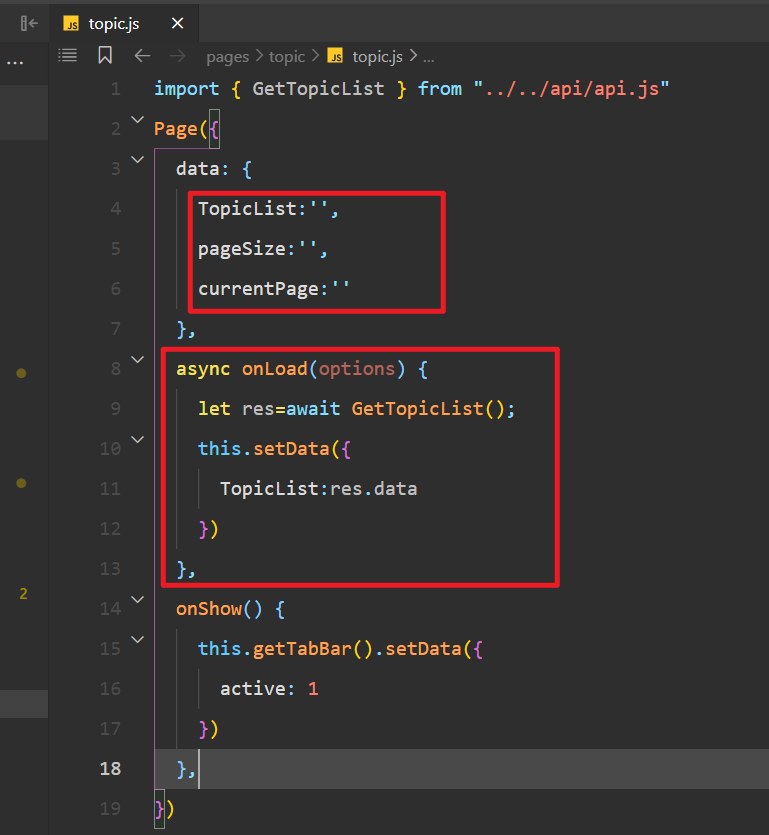 JS topic.js ×
... pages > topic > JS topic.js > ...
1 import { GetTopicList } from "../../api/api.js"
2 Page({
3 data: {
4 TopicList:'',
5 pageSize:'',
6 currentPage:''
7 },
8 async onLoad(options) {
9 let res=await GetTopicList();
10 this.setData({
11 TopicList:res.data
12 })
13 },
2 14 onShow() {
15 this.getTabBar().setData({
16 active: 1
17 })
18 },
19 })